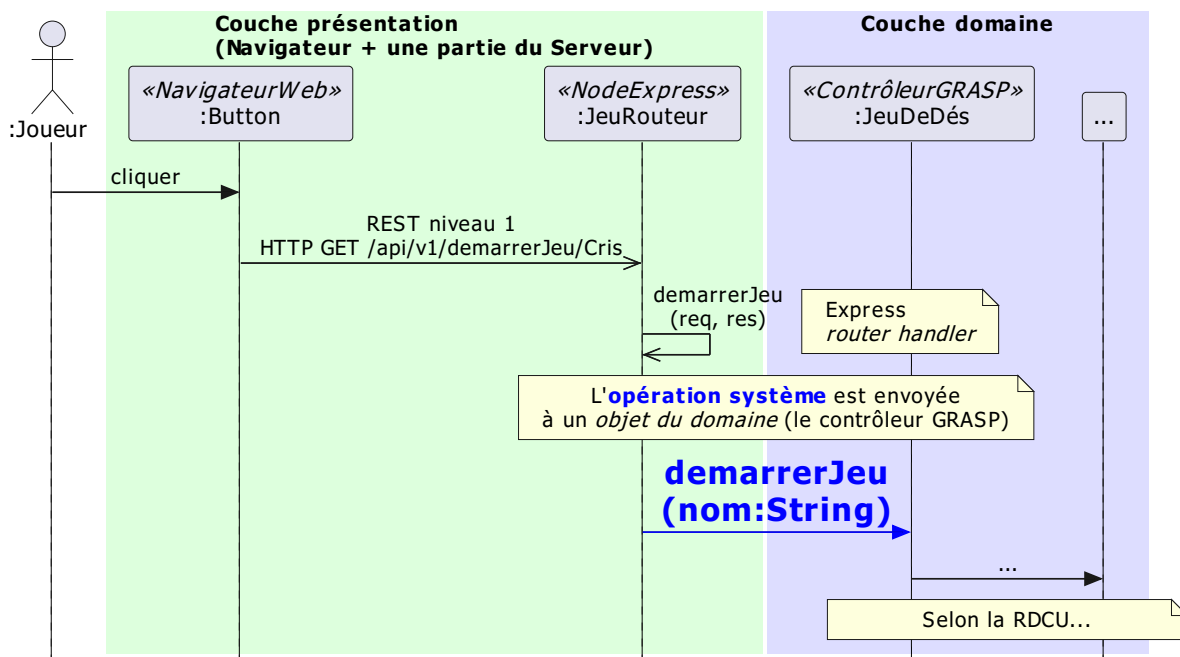 Couche présentation
(Navigateur + une partie du Serveur)
Couche domaine
:Joueur
«NavigateurWeb»
:Button
«NodeExpress»
:JeuRouteur
«ContrôleurGRASP»
:JeuDeDés
...
cliquer
REST niveau 1
HTTP GET /api/v1/demarrerJeu/Cris
demarrerJeu
(req, res)
Express
router handler
L'opération système est envoyée
à un objet du domaine (le contrôleur GRASP)
demarrerJeu
(nom:String)
...
Selon la RDCU...